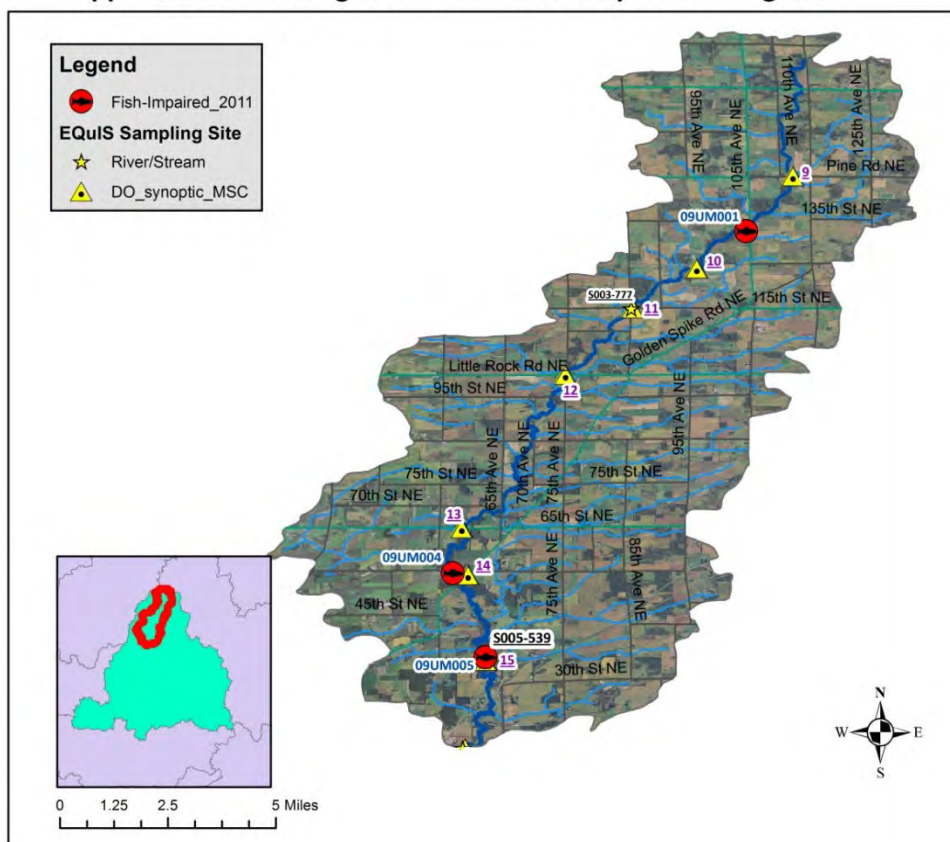 Legend
Fish-Impaired_2011
EQuIS Sampling Site
River/Stream
DO_synoptic_MSC
95th Ave NE
105th Ave NE
110th Ave NE
125th Ave NE
Pine Rd NE
9
135th St NE
09UM001
10
S003-777
11
Golden Spike Rd NE
115th St NE
Little Rock Rd NE
95th St NE
12
95th Ave NE
65th Ave NE
70th Ave NE
75th Ave NE
75th St NE
75th St NE
70th St NE
65th St NE
13
09UM004
14
75th Ave NE
85th Ave NE
45th St NE
S005-539
09UM005
15
30th St NE
N
W
E
S
0 1.25 2.5 5 Miles